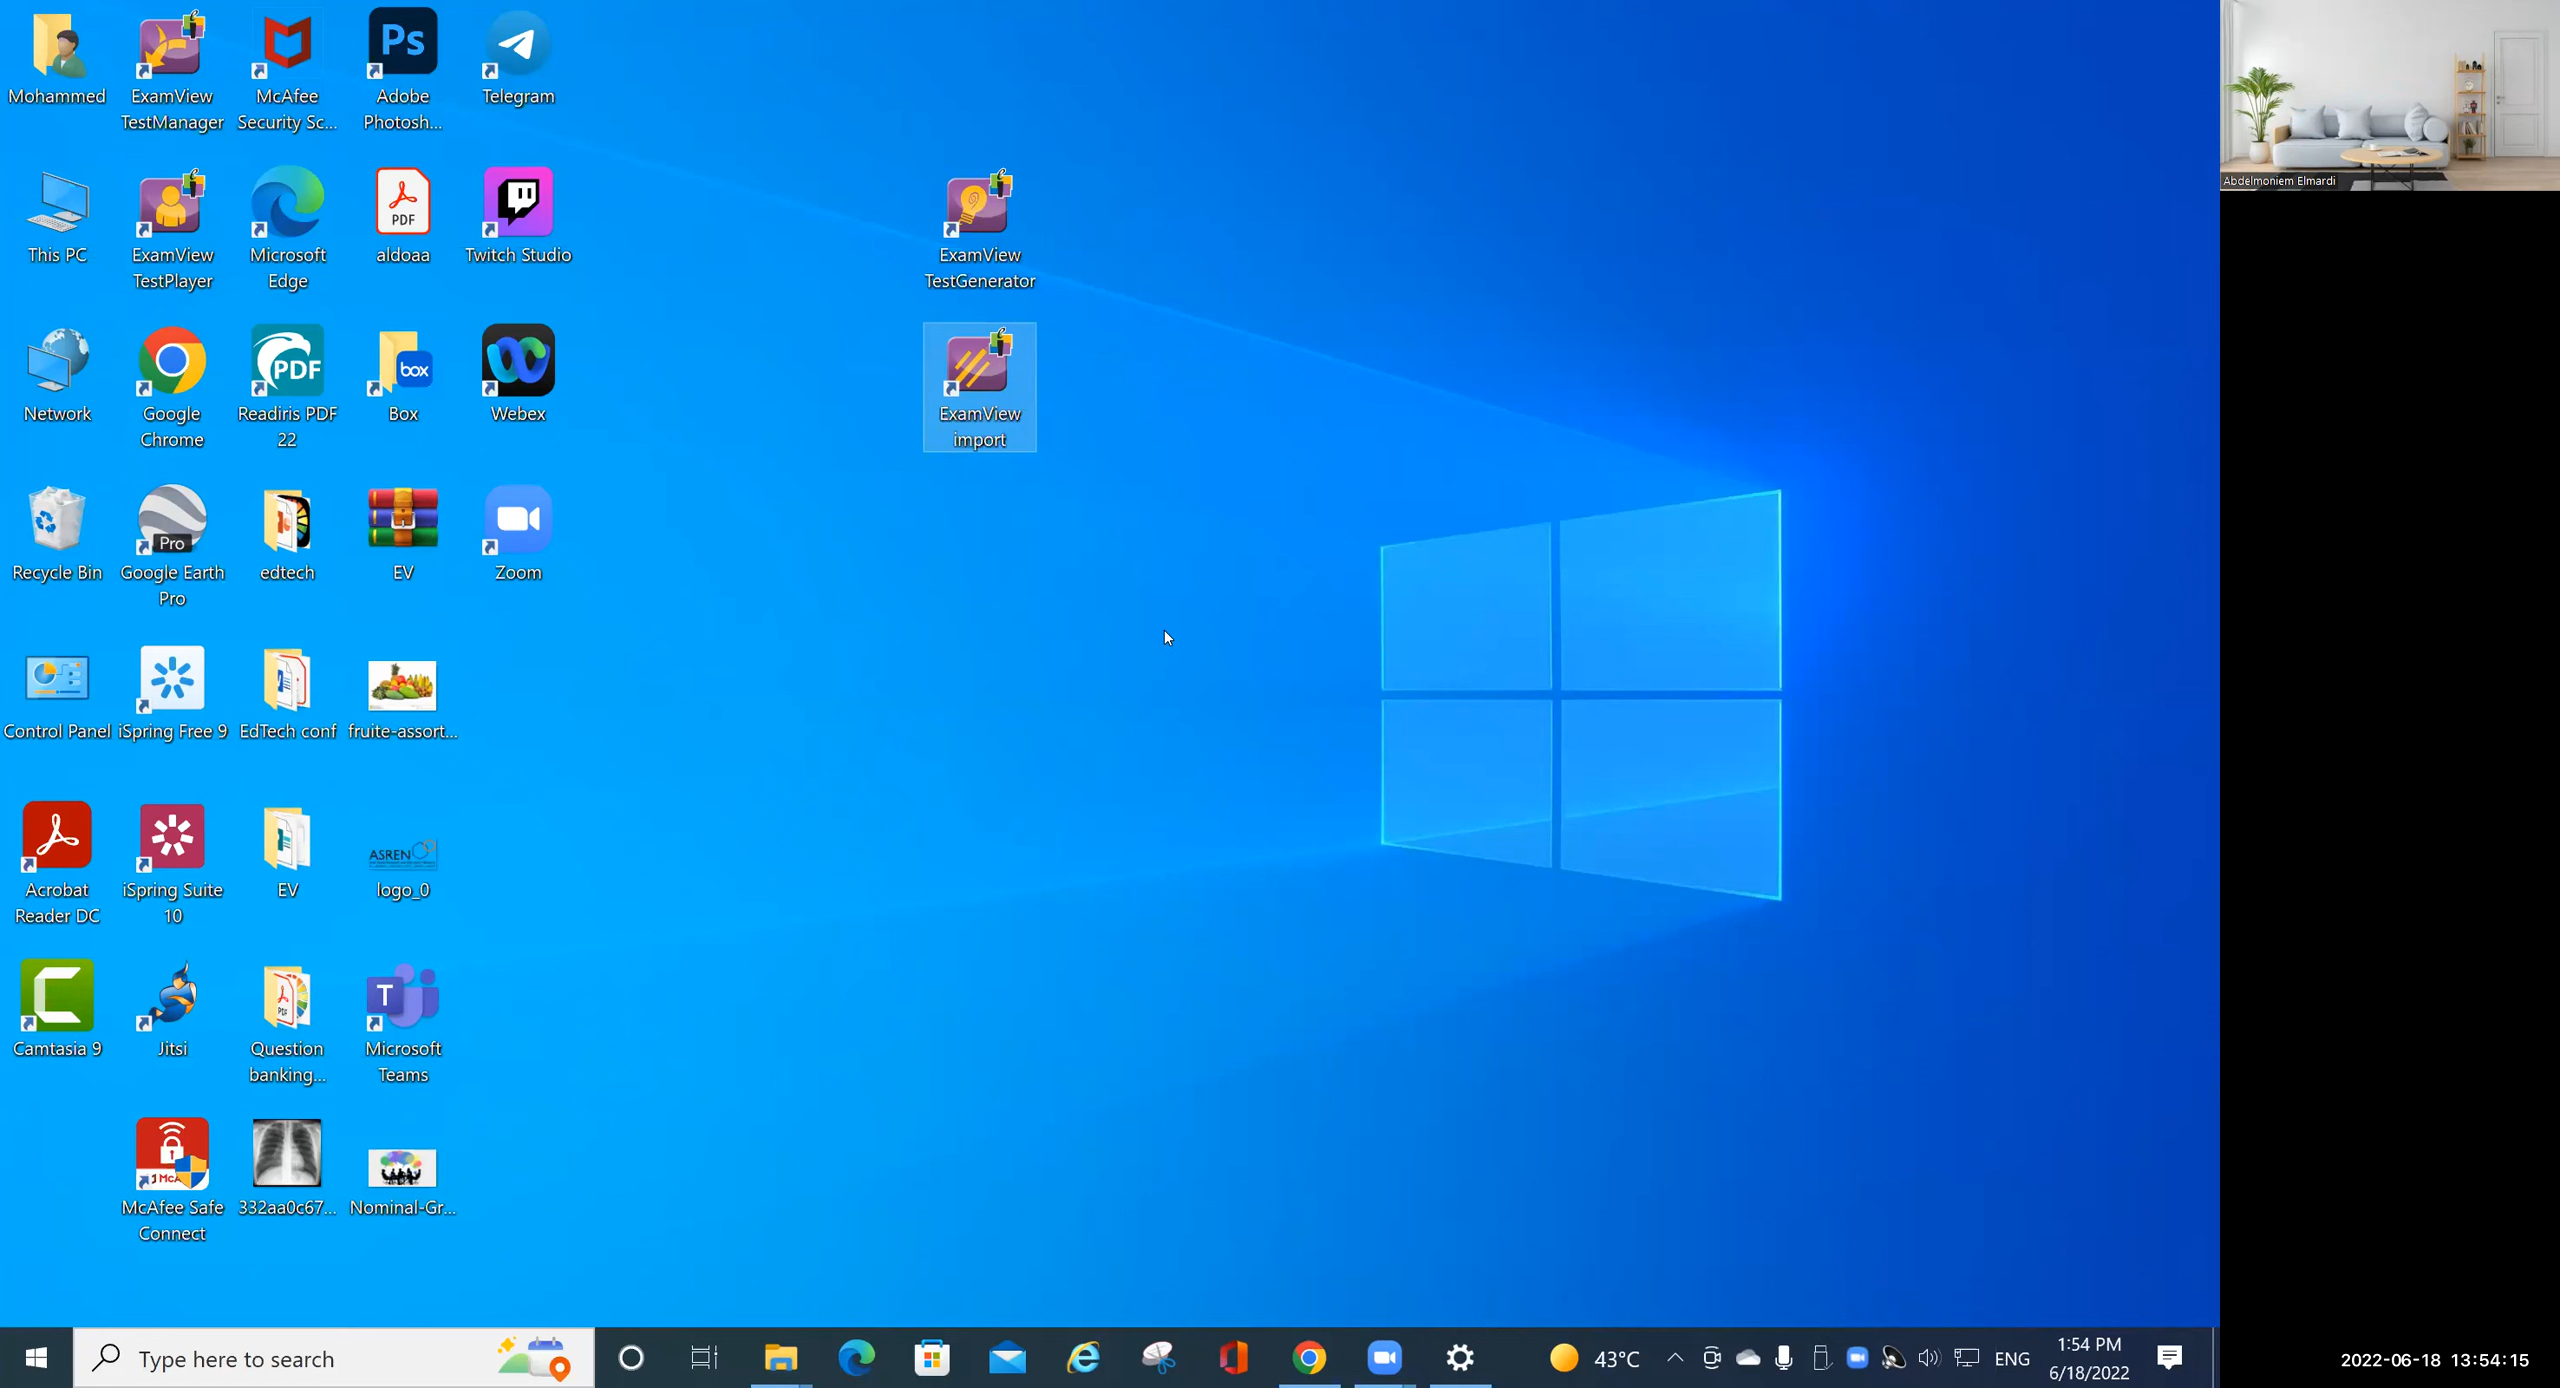 Mohammed
ExamView
TestManager
McAfee
Security Sc...
Ps
Adobe
Photosh...
Telegram
This PC
ExamView
TestPlayer
Microsoft
Edge
PDF
aldoaa
Twitch Studio
ExamView
TestGenerator
Network
Google
Chrome
PDF
Readiris PDF
22
box
Box
Webex
ExamView
import
Recycle Bin
Pro
Google Earth
Pro
edtech
EV
Zoom
Control Panel
iSpring Free 9
EdTech conf
fruite-assort...
Acrobat
Reader DC
iSpring Suite
10
EV
ASREN
logo_0
Camtasia 9
Jitsi
PDF
Question
banking...
T
Microsoft
Teams
McAfee Safe
Connect
332aa0c67...
Nominal-Gr...
Type here to search
43°C
ENG
1:54 PM
6/18/2022
Abdelmoniem Elmardi
2022-06-18 13:54:15